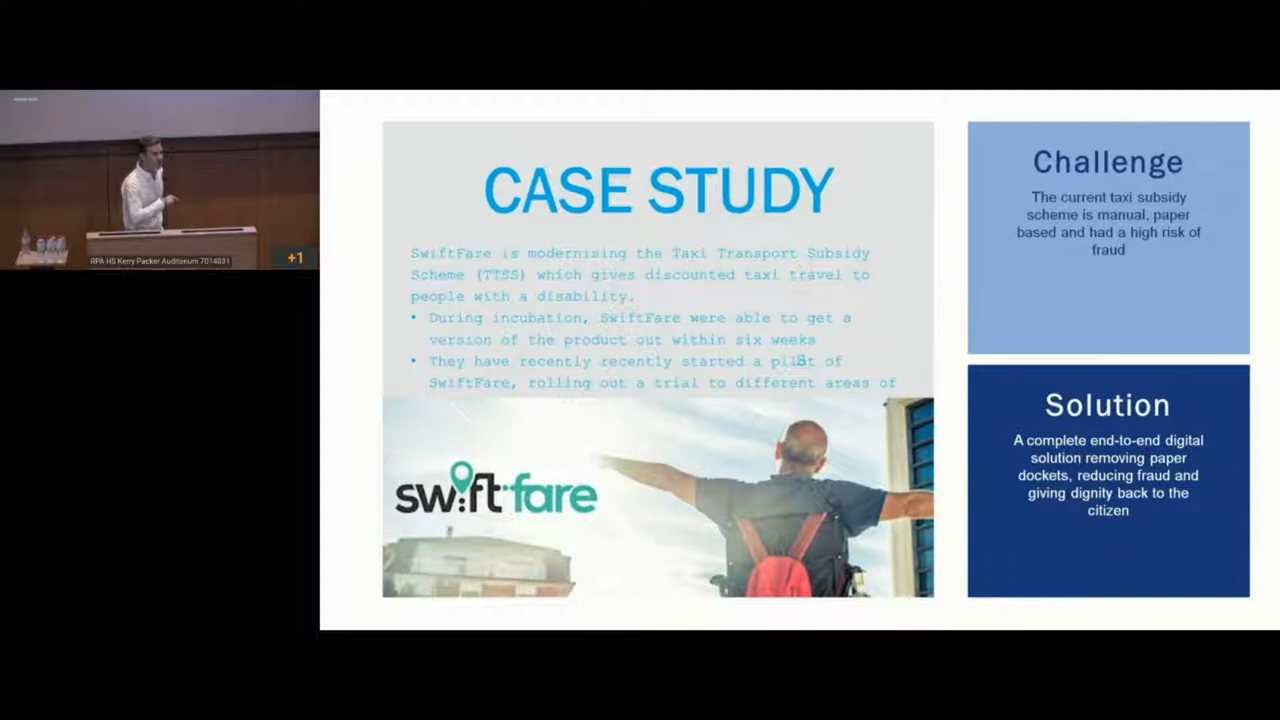 RPA HS Kerry Packer Auditorium 7014031
+1
CASE STUDY
SwiftFare is modernising the Taxi Transport Subsidy
Scheme (TTSS) which gives discounted taxi travel to
people with a disability.
• During incubation, SwiftFare were able to get a
version of the product out within six weeks
• They have recently recently started a pilot of
SwiftFare, rolling out a trial to different areas of
swift fare
Challenge
The current taxi subsidy
scheme is manual, paper
based and had a high risk of
fraud
Solution
A complete end-to-end digital
solution removing paper
dockets, reducing fraud and
giving dignity back to the
citizen